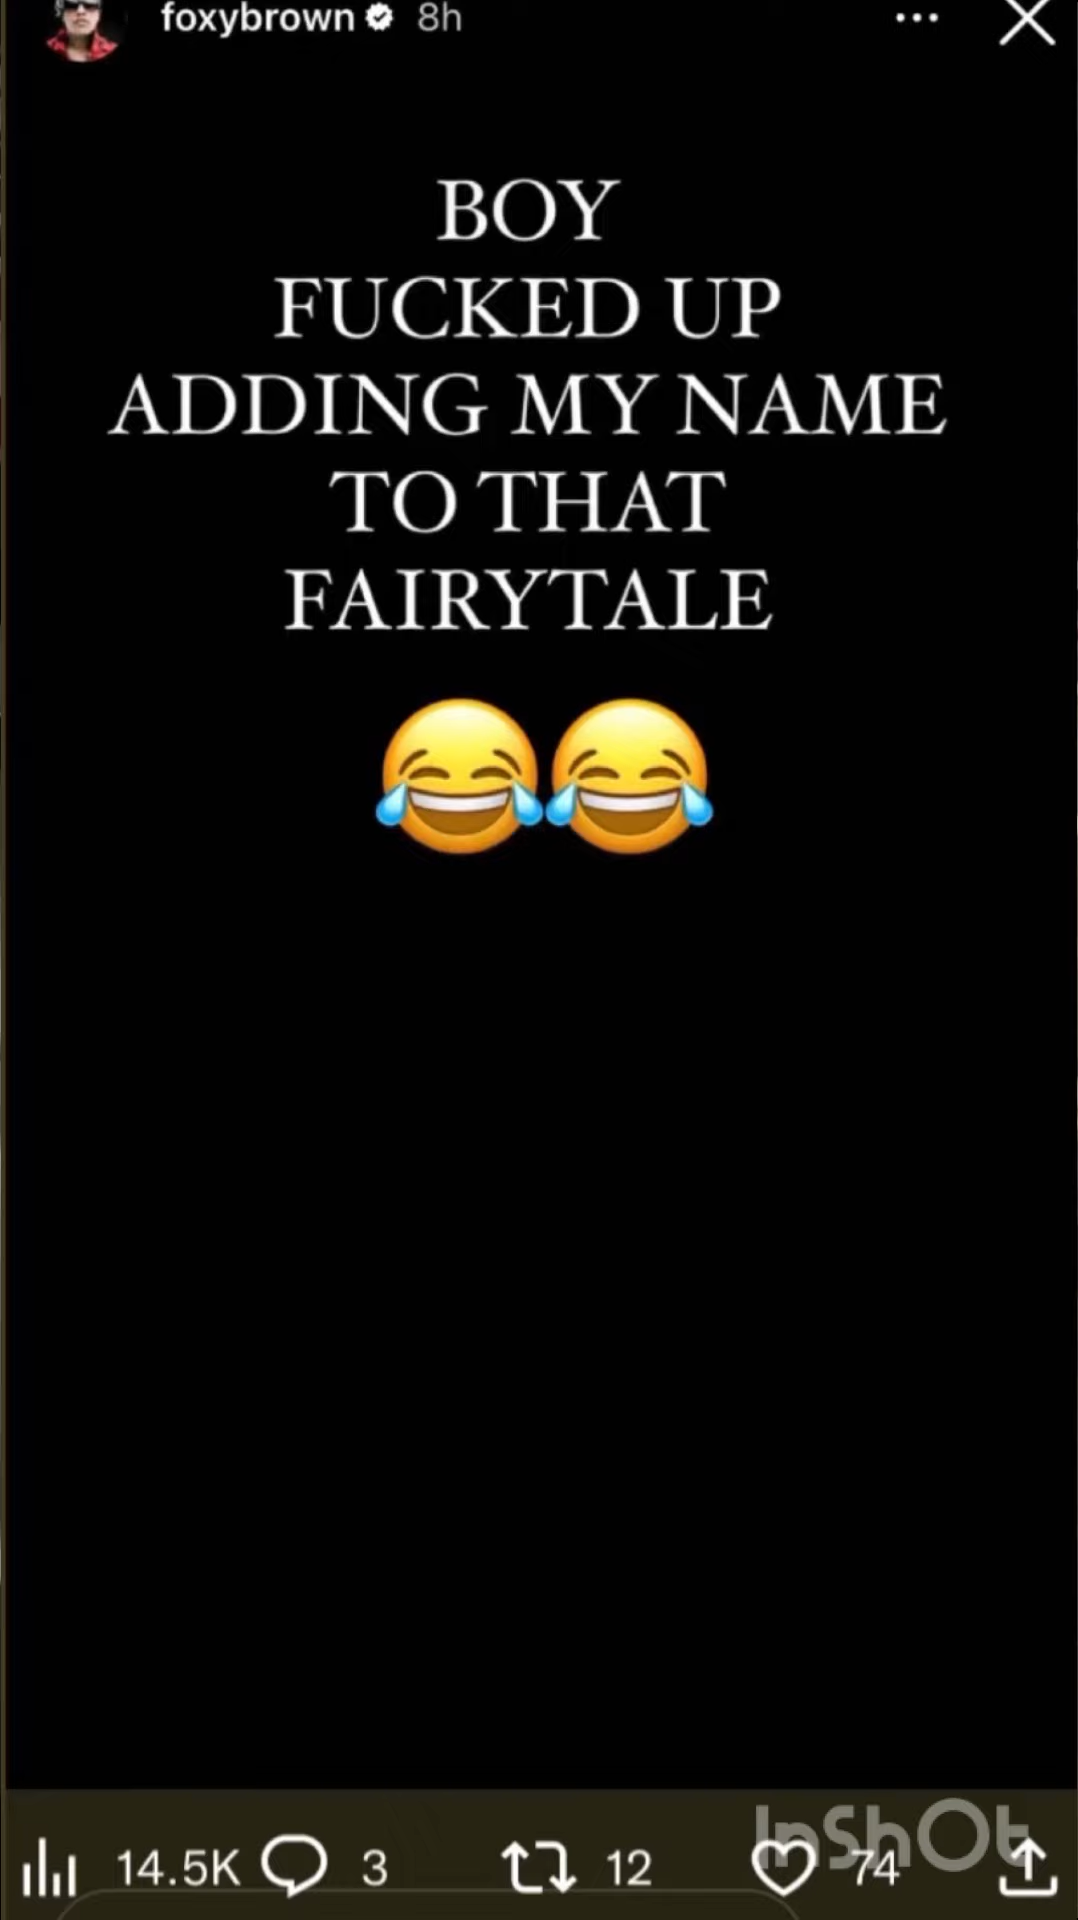 foxybrown 8h
BOY
FUCKED UP
ADDING MY NAME
TO THAT
FAIRYTALE
😂😂
InShOt
14.5K 3 12 74